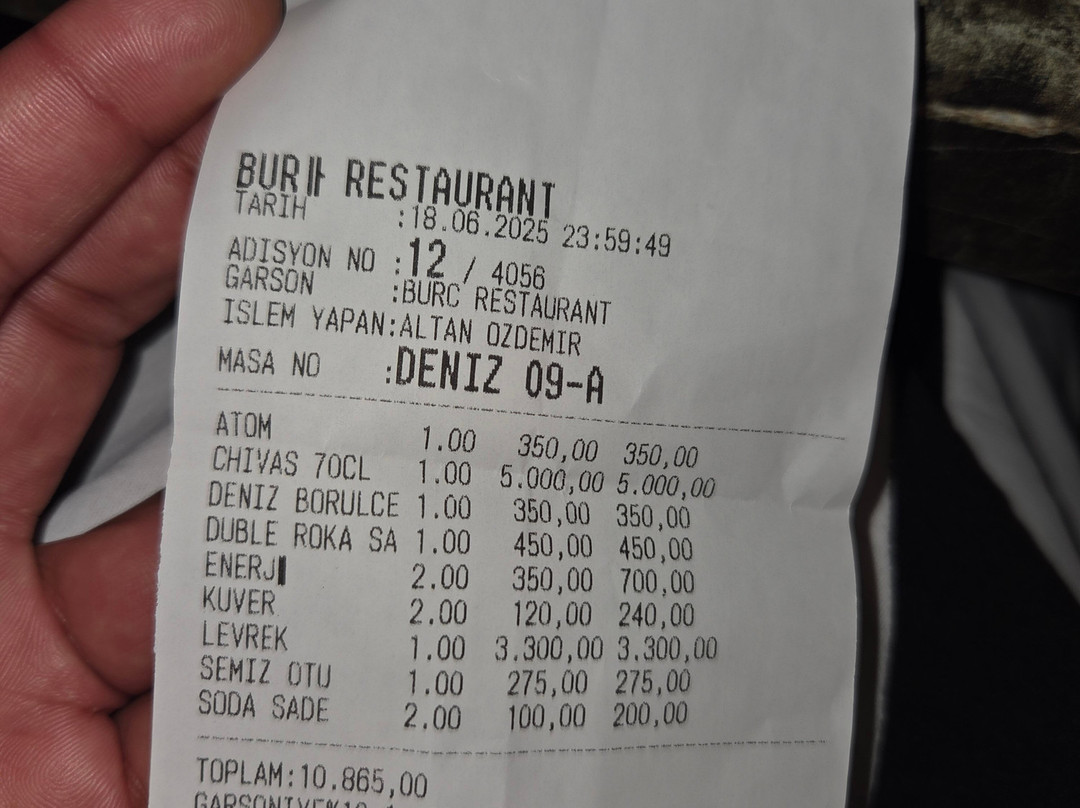 BUR RESTAURANT
TARIH :18.06.2025 23:59:49
ADISYON NO :12 / 4056
GARSON :BURC RESTAURANT
ISLEM YAPAN:ALTAN OZDEMIR
MASA NO :DENIZ 09-A
ATOM 1.00 350,00 350,00
CHIVAS 70CL 1.00 5.000,00 5.000,00
DENIZ BORULCE 1.00 350,00 350,00
DUBLE ROKA SA 1.00 450,00 450,00
ENERJ 2.00 350,00 700,00
KUVER 2.00 120,00 240,00
LEVREK 1.00 3.300,00 3.300,00
SEMIZ OTU 1.00 275,00 275,00
SODA SADE 2.00 100,00 200,00
TOPLAM:10.865,00